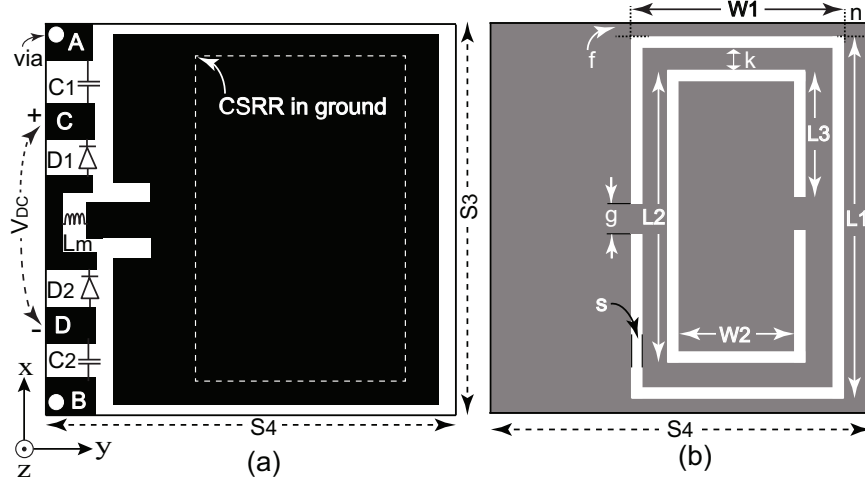 A
via
C1
+
C
D1
VDC
Lm
D2
-
D
C2
B
x
y
z
CSRR in ground
S3
S4
(a)
W1
n
f
k
L3
g
L2
L1
s
W2
S4
(b)